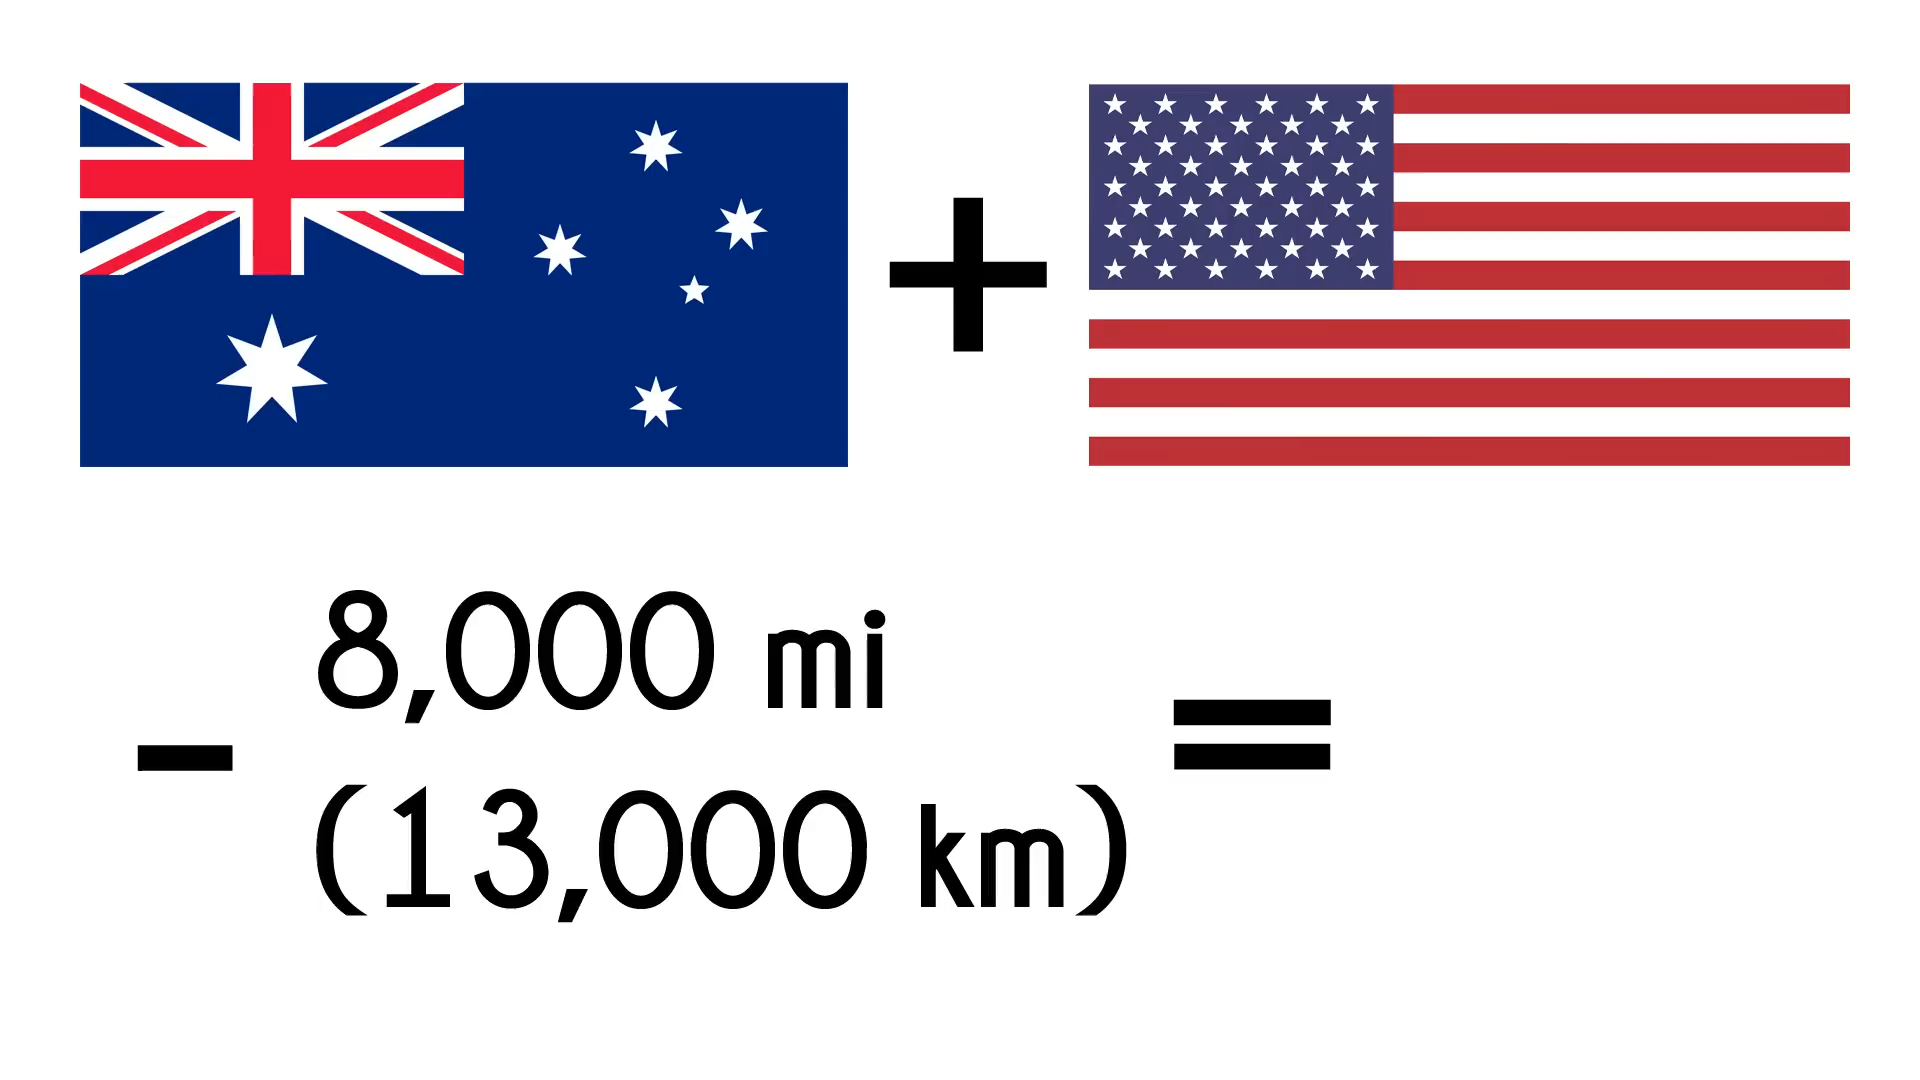 +
- 8,000 mi
(13,000 km) =